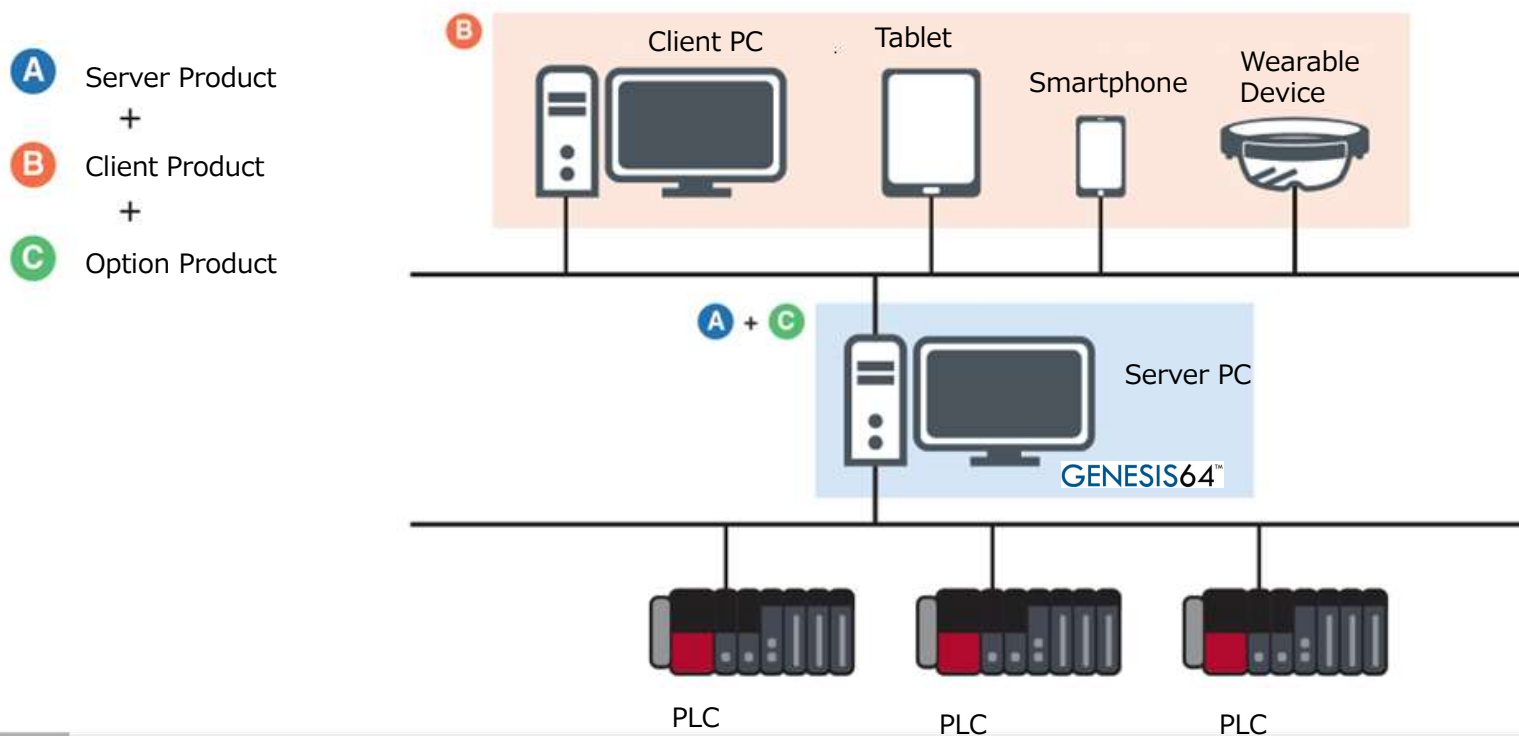 A Server Product
+
B Client Product
+
C Option Product
B
Client PC
Tablet
Smartphone
Wearable
Device
A + C
Server PC
GENESIS64™
PLC
PLC
PLC